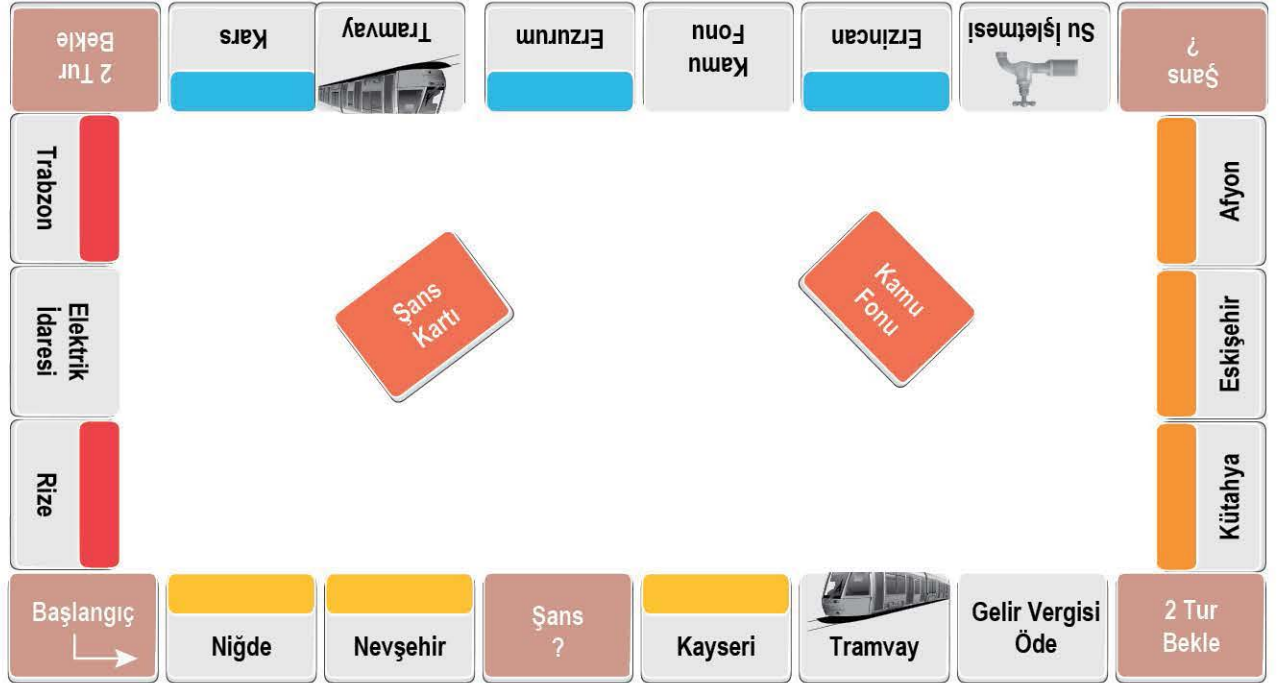 2 Tur
Bekle
Kars
Tramvay
Erzurum
Kamu
Fonu
Erzincan
Su İşletmesi
Şans
?
Trabzon
Elektrik
İdaresi
Rize
Şans
Kartı
Kamu
Fonu
Afyon
Eskişehir
Kütahya
Başlangıç
Niğde
Nevşehir
Şans
?
Kayseri
Tramvay
Gelir Vergisi
Öde
2 Tur
Bekle